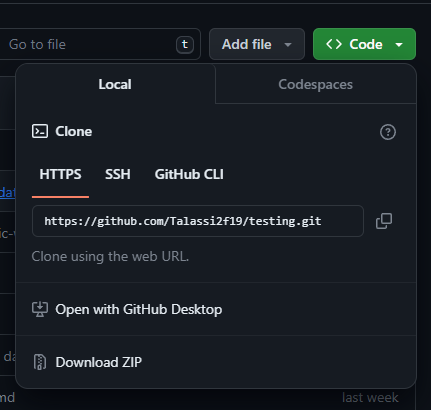 Go to file
t
Add file
Code
Local
Codespaces
Clone
HTTPS
SSH
GitHub CLI
https://github.com/Talassi2f19/testing.git
Clone using the web URL.
Open with GitHub Desktop
Download ZIP
last week